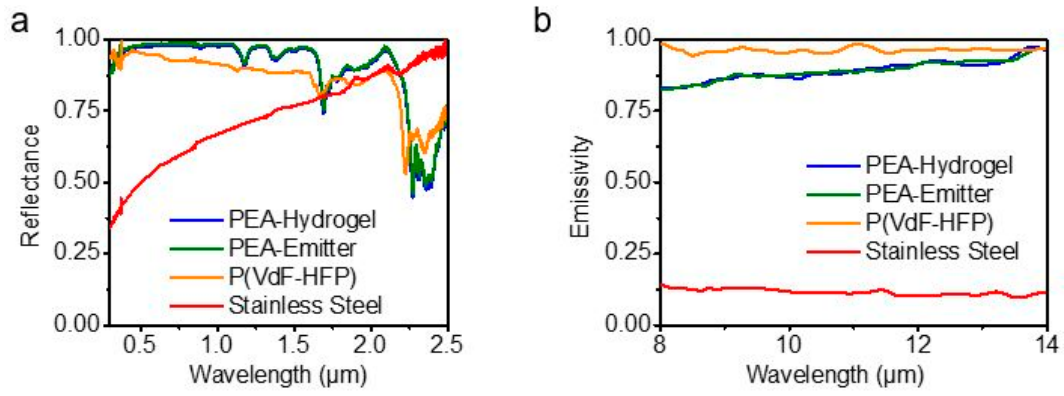 a
1.00
0.75
0.50
0.25
0.00
Reflectance
PEA-Hydrogel
PEA-Emitter
P(VdF-HFP)
Stainless Steel
0.5 1.0 1.5 2.0 2.5
Wavelength (μm)
b
1.00
0.75
0.50
0.25
0.00
Emissivity
PEA-Hydrogel
PEA-Emitter
P(VdF-HFP)
Stainless Steel
8 10 12 14
Wavelength (μm)